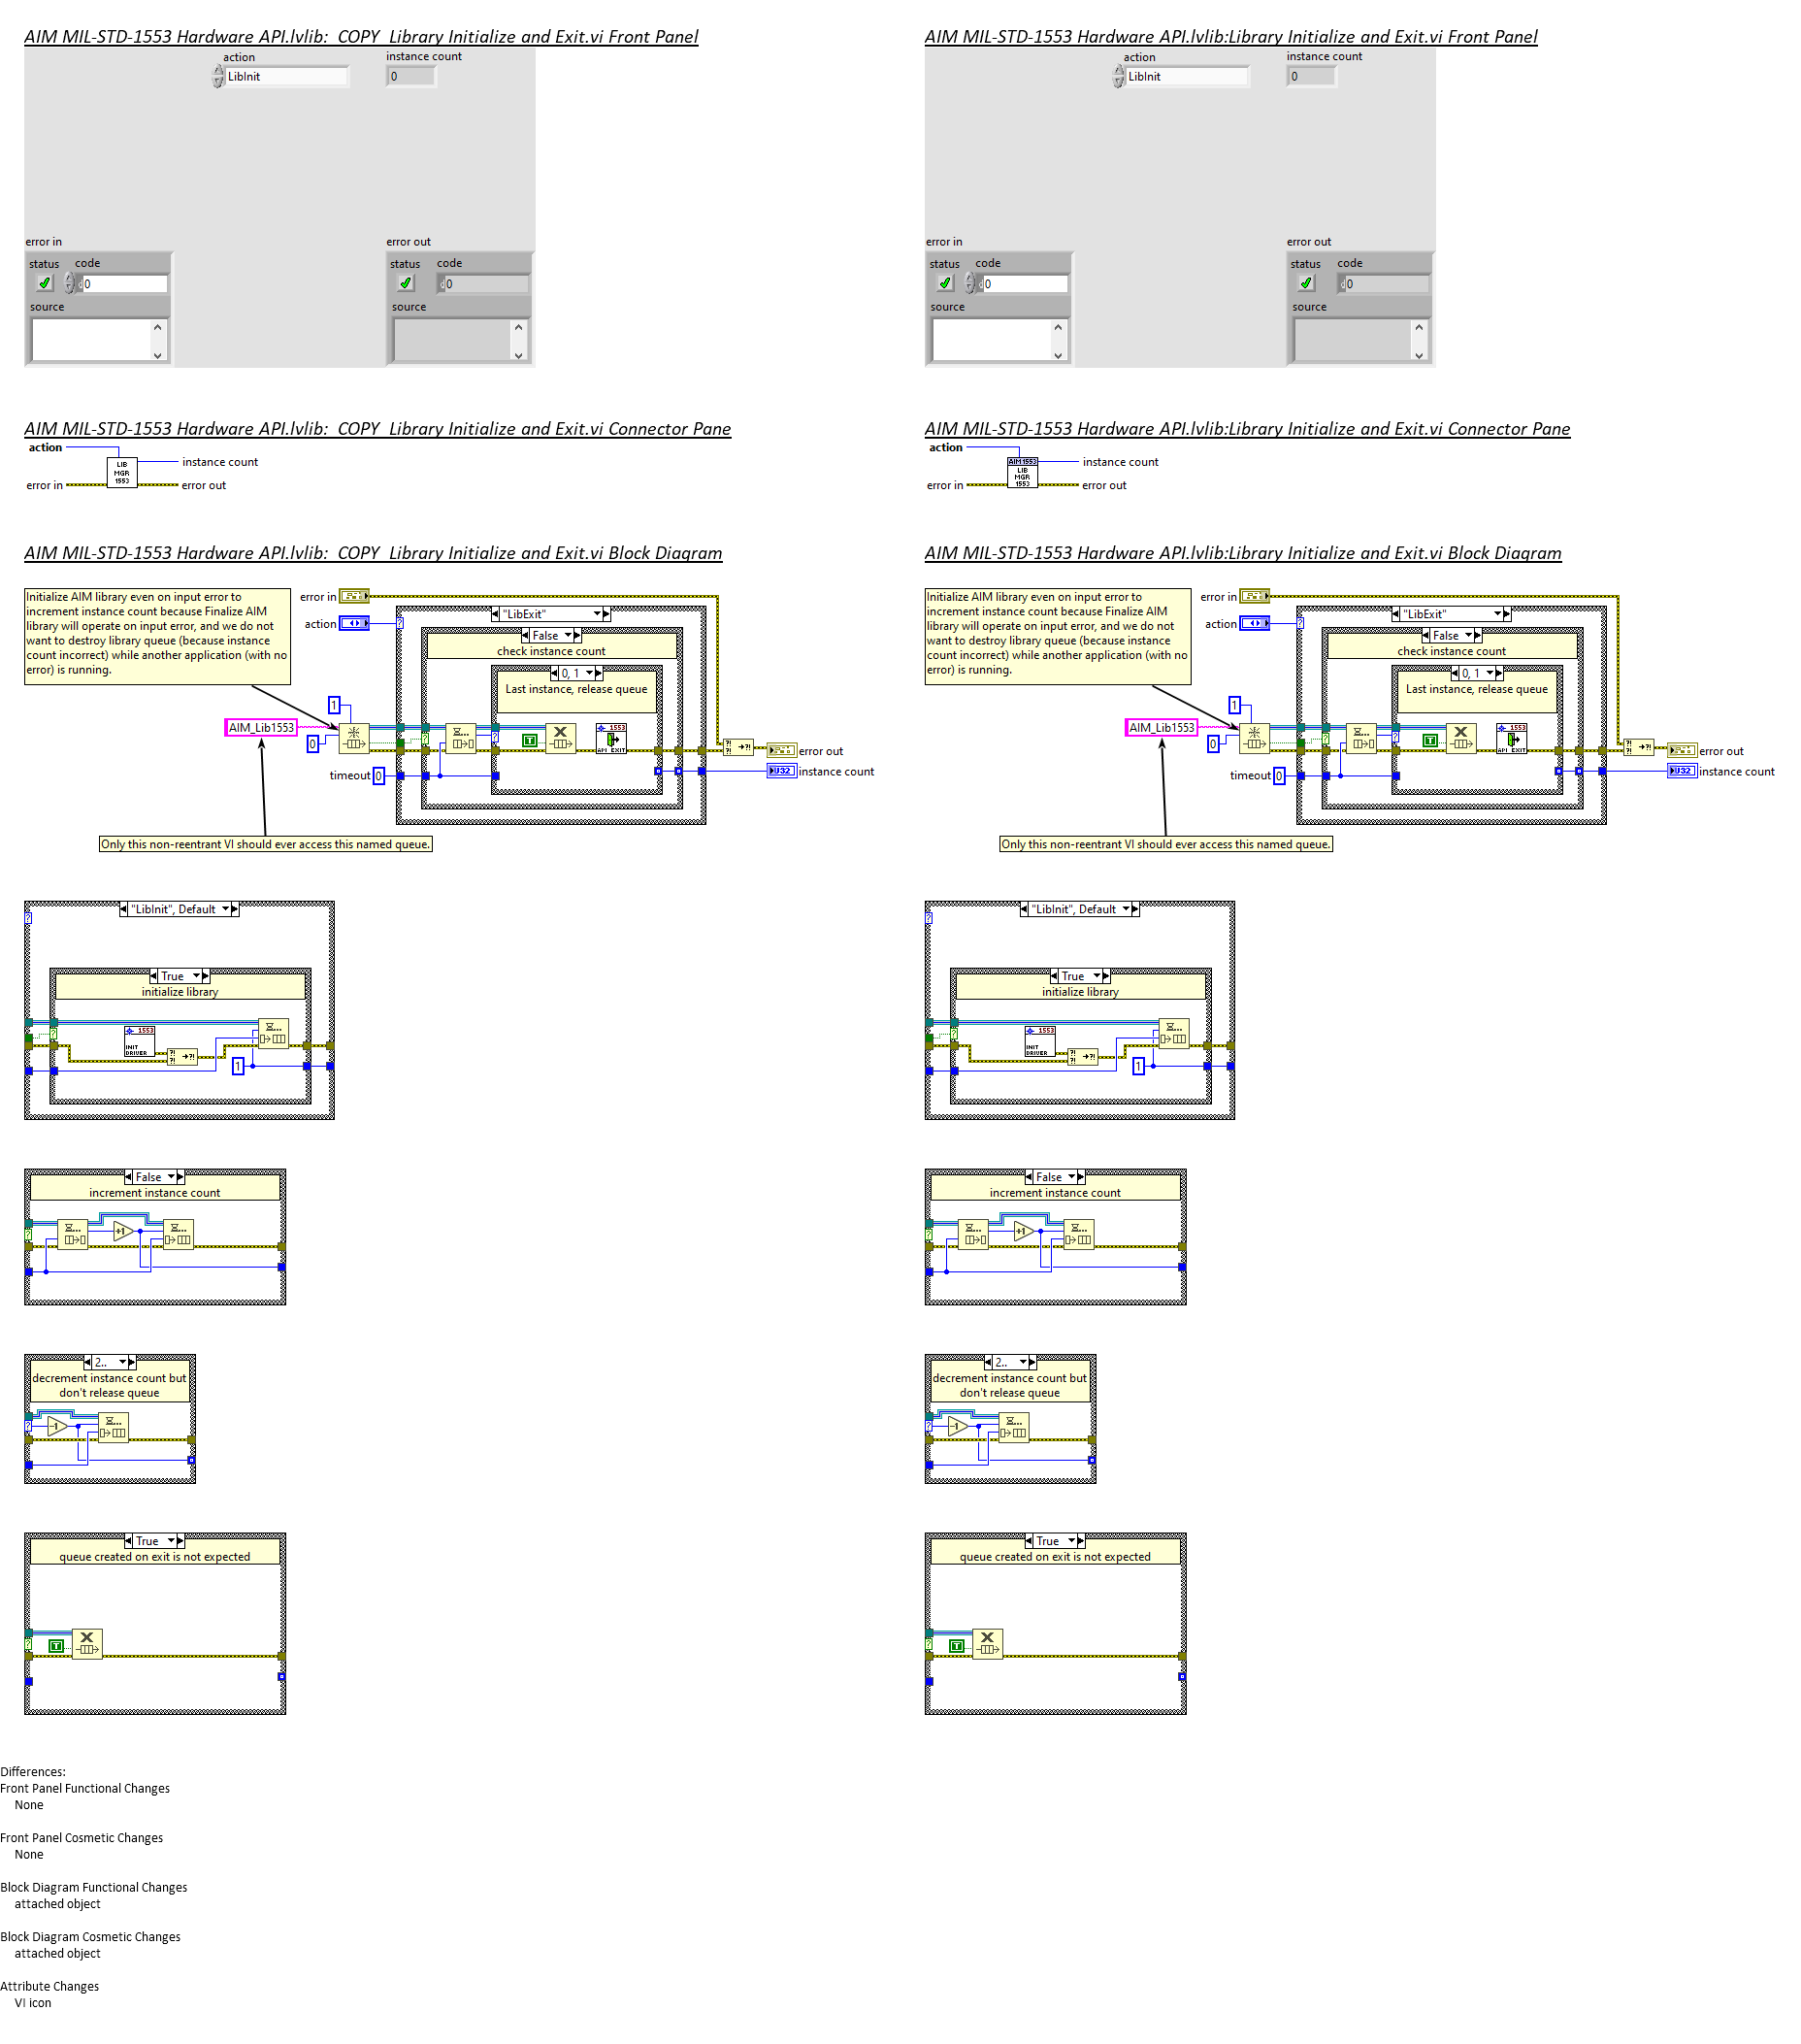 AIM MIL-STD-1553 Hardware API.lvlib:  COPY  Library Initialize and Exit.vi Front Panel
action
instance count
LibInit
0
error in
error out
status
code
status
code
0
0
source
source
AIM MIL-STD-1553 Hardware API.lvlib:Library Initialize and Exit.vi Front Panel
action
instance count
LibInit
0
error in
error out
status
code
status
code
0
0
source
source
AIM MIL-STD-1553 Hardware API.lvlib:  COPY  Library Initialize and Exit.vi Connector Pane
action
LIB
MGR
1553
instance count
error in
error out
AIM MIL-STD-1553 Hardware API.lvlib:Library Initialize and Exit.vi Connector Pane
action
AIM 1553
LIB
MGR
1553
instance count
error in
error out
AIM MIL-STD-1553 Hardware API.lvlib:  COPY  Library Initialize and Exit.vi Block Diagram
Initialize AIM library even on input error to
increment instance count because Finalize AIM
library will operate on input error, and we do not
want to destroy library queue (because instance
count incorrect) while another application (with no
error) is running.
error in
action
"LibExit"
False
check instance count
0, 1
Last instance, release queue
1
AIM_Lib1553
0
T
1553
API EXIT
error out
timeout
0
U32
instance count
Only this non-reentrant VI should ever access this named queue.
AIM MIL-STD-1553 Hardware API.lvlib:Library Initialize and Exit.vi Block Diagram
Initialize AIM library even on input error to
increment instance count because Finalize AIM
library will operate on input error, and we do not
want to destroy library queue (because instance
count incorrect) while another application (with no
error) is running.
error in
action
"LibExit"
False
check instance count
0, 1
Last instance, release queue
1
AIM_Lib1553
0
T
1553
API EXIT
error out
timeout
0
U32
instance count
Only this non-reentrant VI should ever access this named queue.
"LibInit", Default
True
initialize library
1553
INIT
DRIVER
1
"LibInit", Default
True
initialize library
1553
INIT
DRIVER
1
False
increment instance count
+1
False
increment instance count
+1
2..
decrement instance count but
don't release queue
-1
2..
decrement instance count but
don't release queue
-1
True
queue created on exit is not expected
T
True
queue created on exit is not expected
T
Differences:
Front Panel Functional Changes
None
Front Panel Cosmetic Changes
None
Block Diagram Functional Changes
attached object
Block Diagram Cosmetic Changes
attached object
Attribute Changes
VI icon